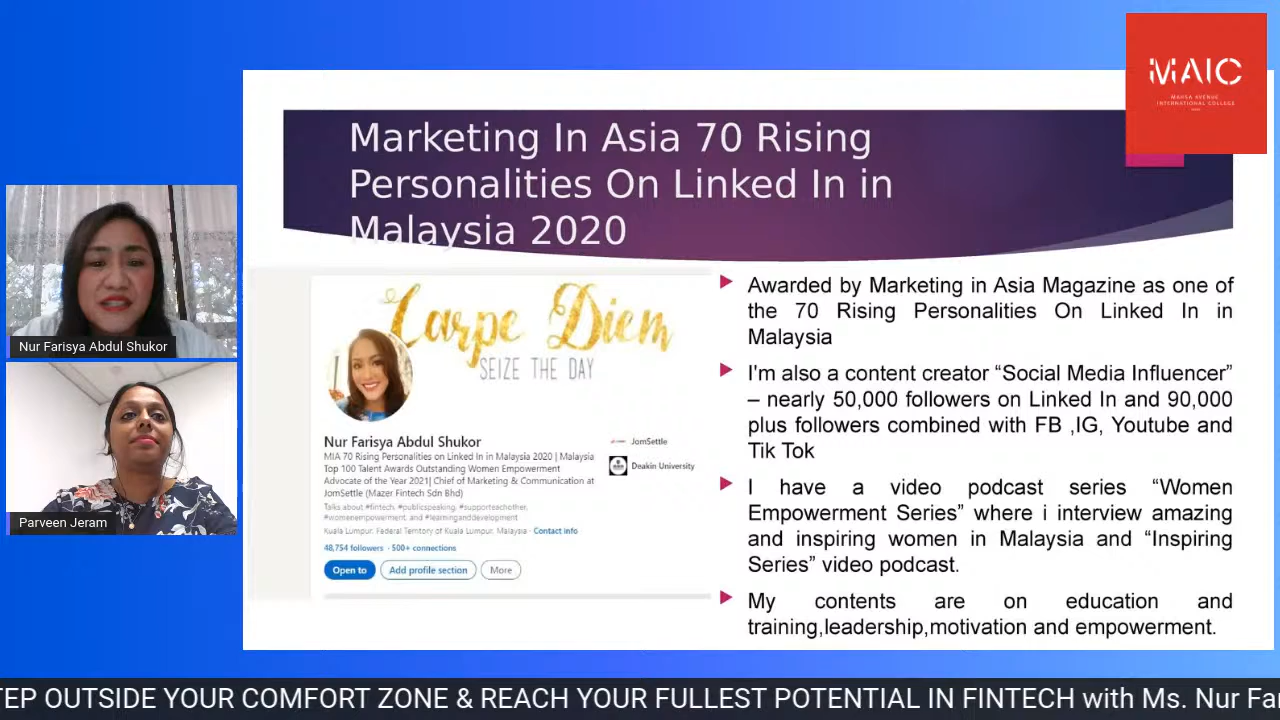 MAIC
MAHSA AVENUE
INTERNATIONAL COLLEGE
Marketing In Asia 70 Rising
Personalities On Linked In in
Malaysia 2020
Nur Farisya Abdul Shukor
Parveen Jeram
Carpe Diem
SEIZE THE DAY
Nur Farisya Abdul Shukor
MIA 70 Rising Personalities on Linked In in Malaysia 2020 | Malaysia
Top 100 Talent Awards Outstanding Women Empowerment
Advocate of the Year 2021| Chief of Marketing & Communication at
JomSettle (Mazer Fintech Sdn Bhd)
Talks about #fintech, #publicspeaking, #supporteachother,
#womenempowerment, and #learninganddevelopment
Kuala Lumpur, Federal Territory of Kuala Lumpur, Malaysia · Contact info
48,754 followers · 500+ connections
Open to
Add profile section
More
JomSettle
Deakin University
Awarded by Marketing in Asia Magazine as one of
the 70 Rising Personalities On Linked In in
Malaysia
I'm also a content creator “Social Media Influencer”
– nearly 50,000 followers on Linked In and 90,000
plus followers combined with FB ,IG, Youtube and
Tik Tok
I have a video podcast series “Women
Empowerment Series” where i interview amazing
and inspiring women in Malaysia and “Inspiring
Series” video podcast.
My contents are on education and
training,leadership,motivation and empowerment.
TEP OUTSIDE YOUR COMFORT ZONE & REACH YOUR FULLEST POTENTIAL IN FINTECH with Ms. Nur Far